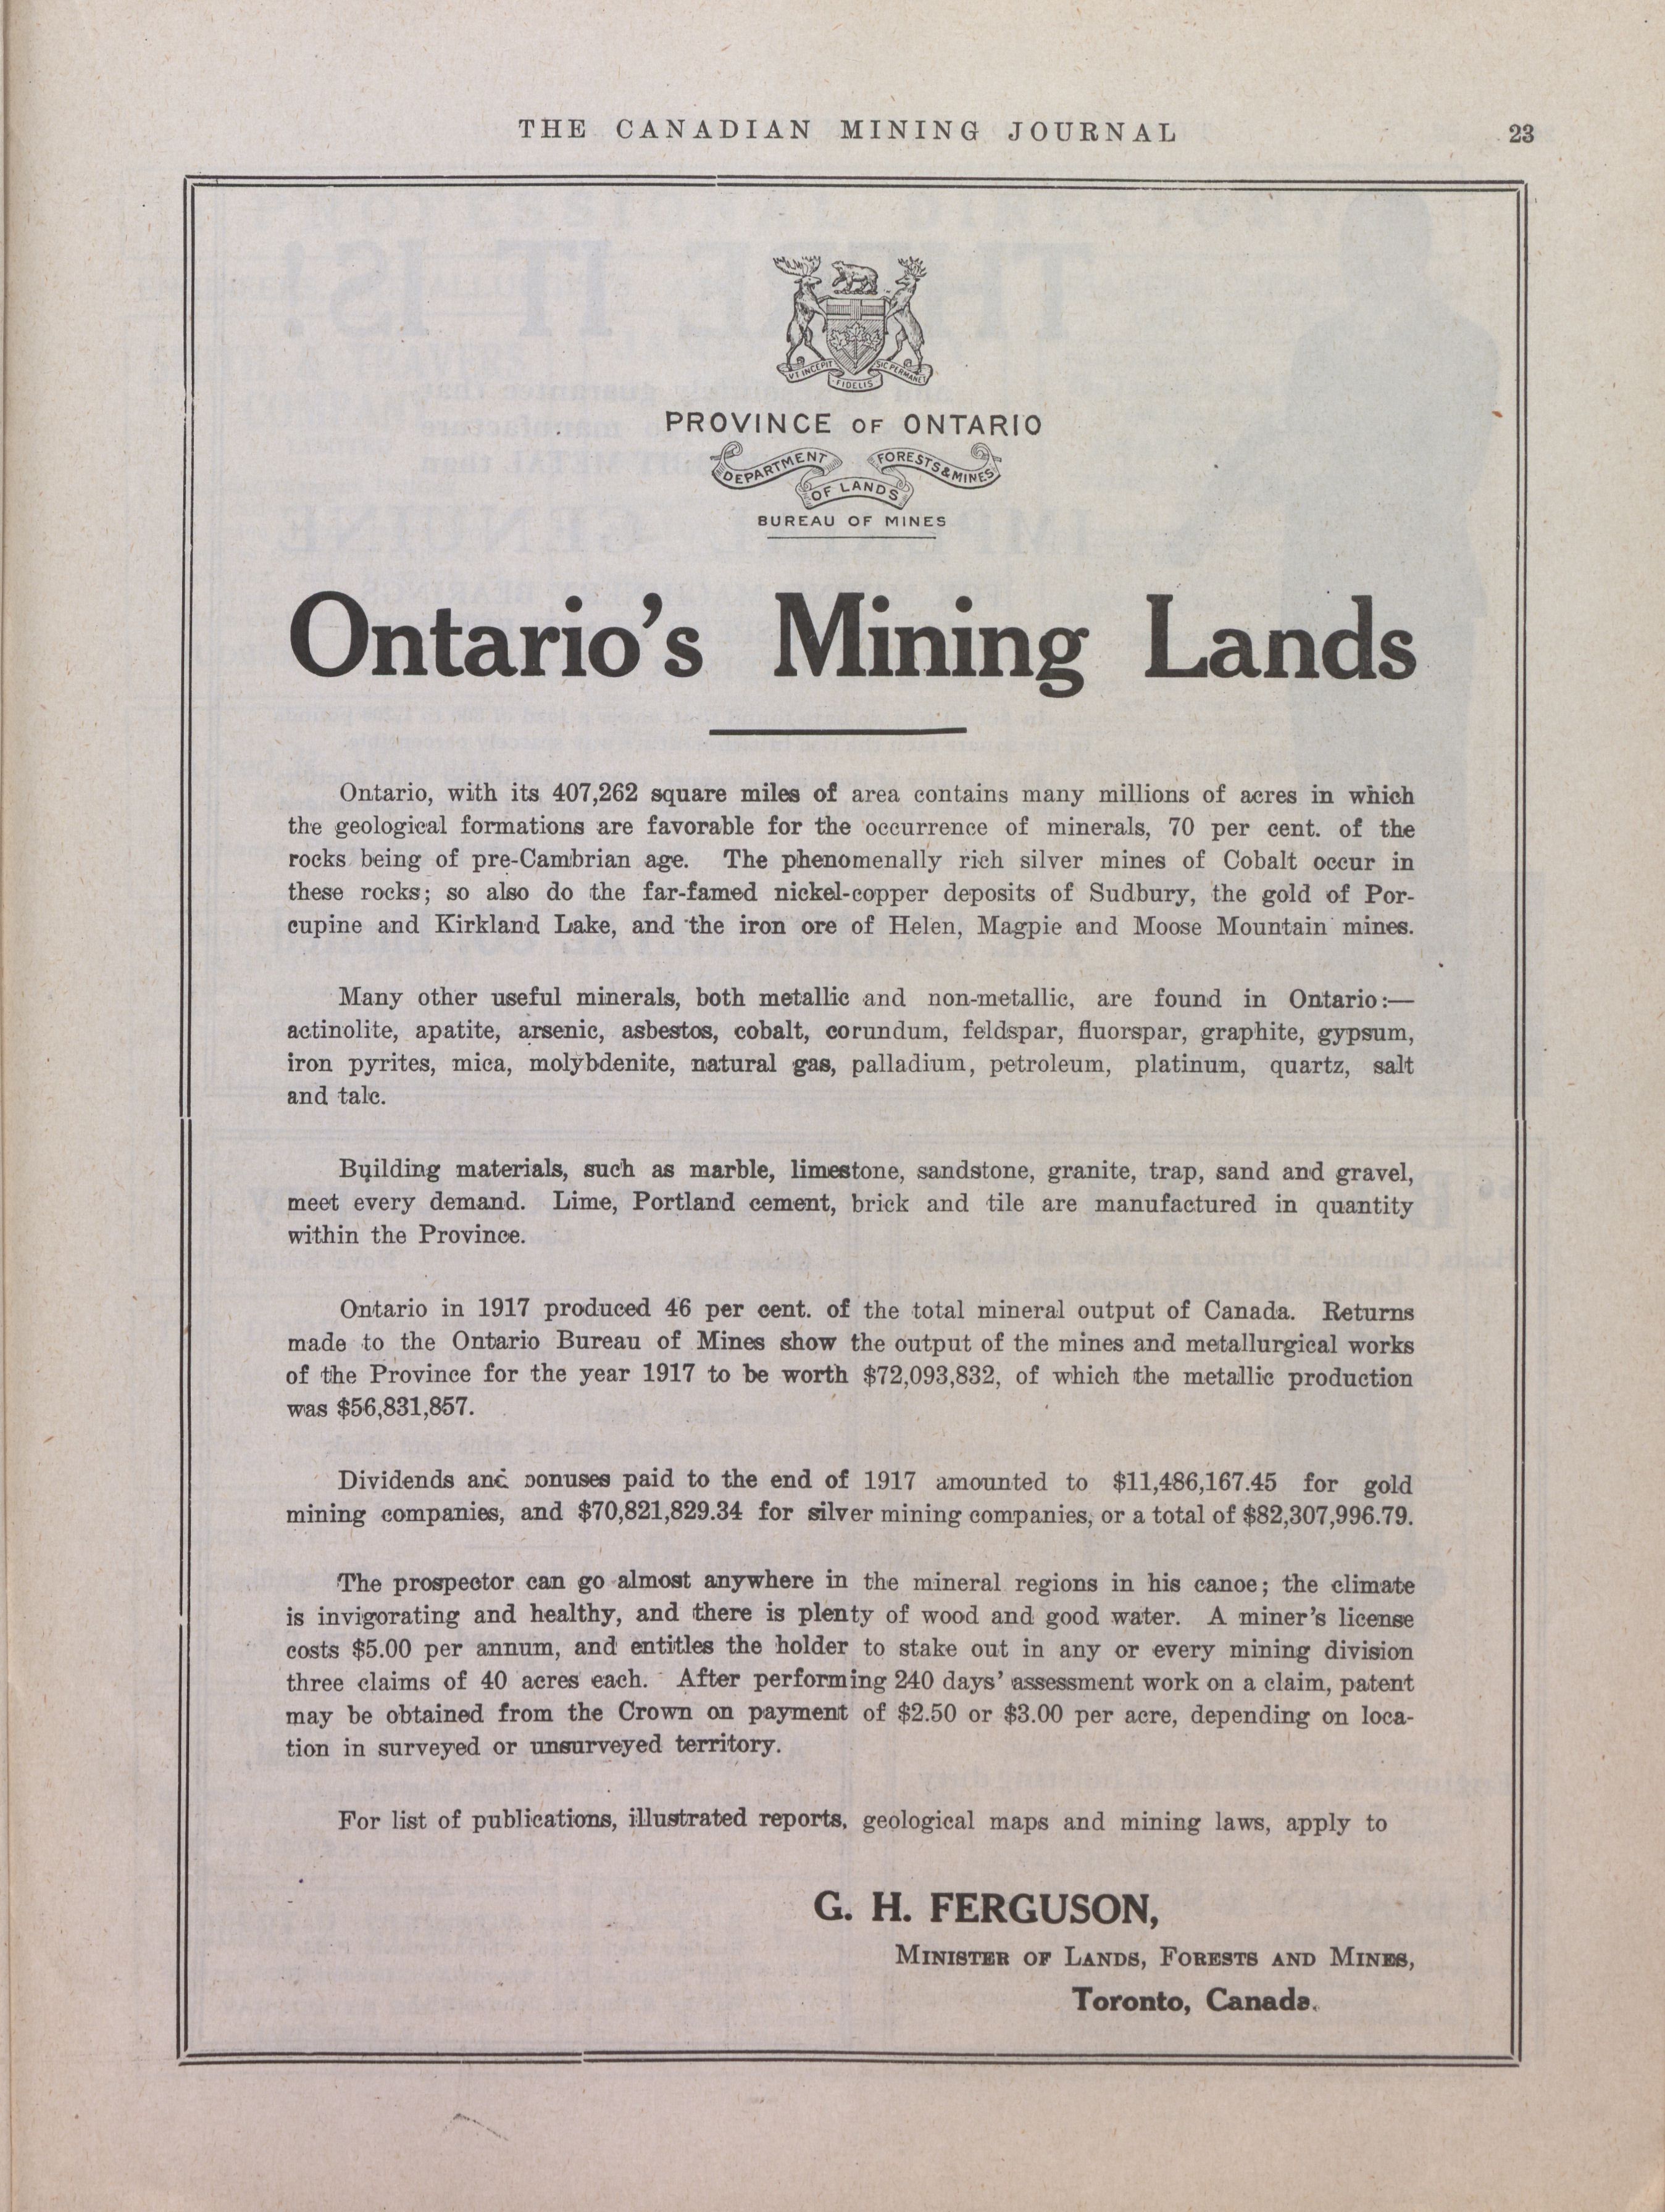 THE CANADIAN MINING JOURNAL 23
VT INCEPIT FIDELIS SIC PERMANET
PROVINCE OF ONTARIO
DEPARTMENT OF LANDS FORESTS & MINES
BUREAU OF MINES
Ontario's Mining Lands
Ontario, with its 407,262 square miles of area contains many millions of acres in which
the geological formations are favorable for the occurrence of minerals, 70 per cent. of the
rocks being of pre-Cambrian age. The phenomenally rich silver mines of Cobalt occur in
these rocks; so also do the far-famed nickel-copper deposits of Sudbury, the gold of Por-
cupine and Kirkland Lake, and the iron ore of Helen, Magpie and Moose Mountain mines.
Many other useful minerals, both metallic and non-metallic, are found in Ontario:—
actinolite, apatite, arsenic, asbestos, cobalt, corundum, feldspar, fluorspar, graphite, gypsum,
iron pyrites, mica, molybdenite, natural gas, palladium, petroleum, platinum, quartz, salt
and talc.
Building materials, such as marble, limestone, sandstone, granite, trap, sand and gravel,
meet every demand. Lime, Portland cement, brick and tile are manufactured in quantity
within the Province.
Ontario in 1917 produced 46 per cent. of the total mineral output of Canada. Returns
made to the Ontario Bureau of Mines show the output of the mines and metallurgical works
of the Province for the year 1917 to be worth $72,093,832, of which the metallic production
was $56,831,857.
Dividends and bonuses paid to the end of 1917 amounted to $11,486,167.45 for gold
mining companies, and $70,821,829.34 for silver mining companies, or a total of $82,307,996.79.
The prospector can go almost anywhere in the mineral regions in his canoe; the climate
is invigorating and healthy, and there is plenty of wood and good water. A miner's license
costs $5.00 per annum, and entitles the holder to stake out in any or every mining division
three claims of 40 acres each. After performing 240 days' assessment work on a claim, patent
may be obtained from the Crown on payment of $2.50 or $3.00 per acre, depending on loca-
tion in surveyed or unsurveyed territory.
For list of publications, illustrated reports, geological maps and mining laws, apply to
G. H. FERGUSON,
MINISTER OF LANDS, FORESTS AND MINES,
Toronto, Canada.